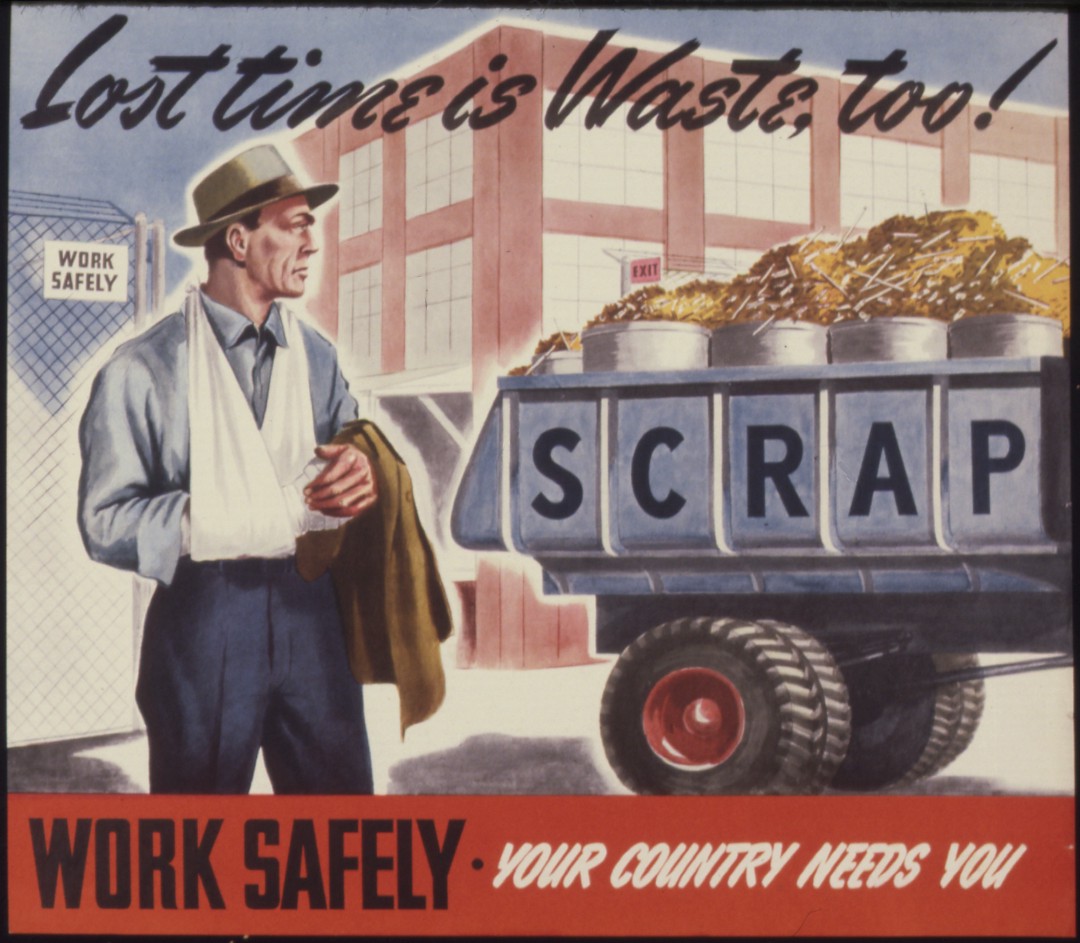 Lost time is Waste, too!
WORK
SAFELY
EXIT
SCRAP
WORK SAFELY · YOUR COUNTRY NEEDS YOU